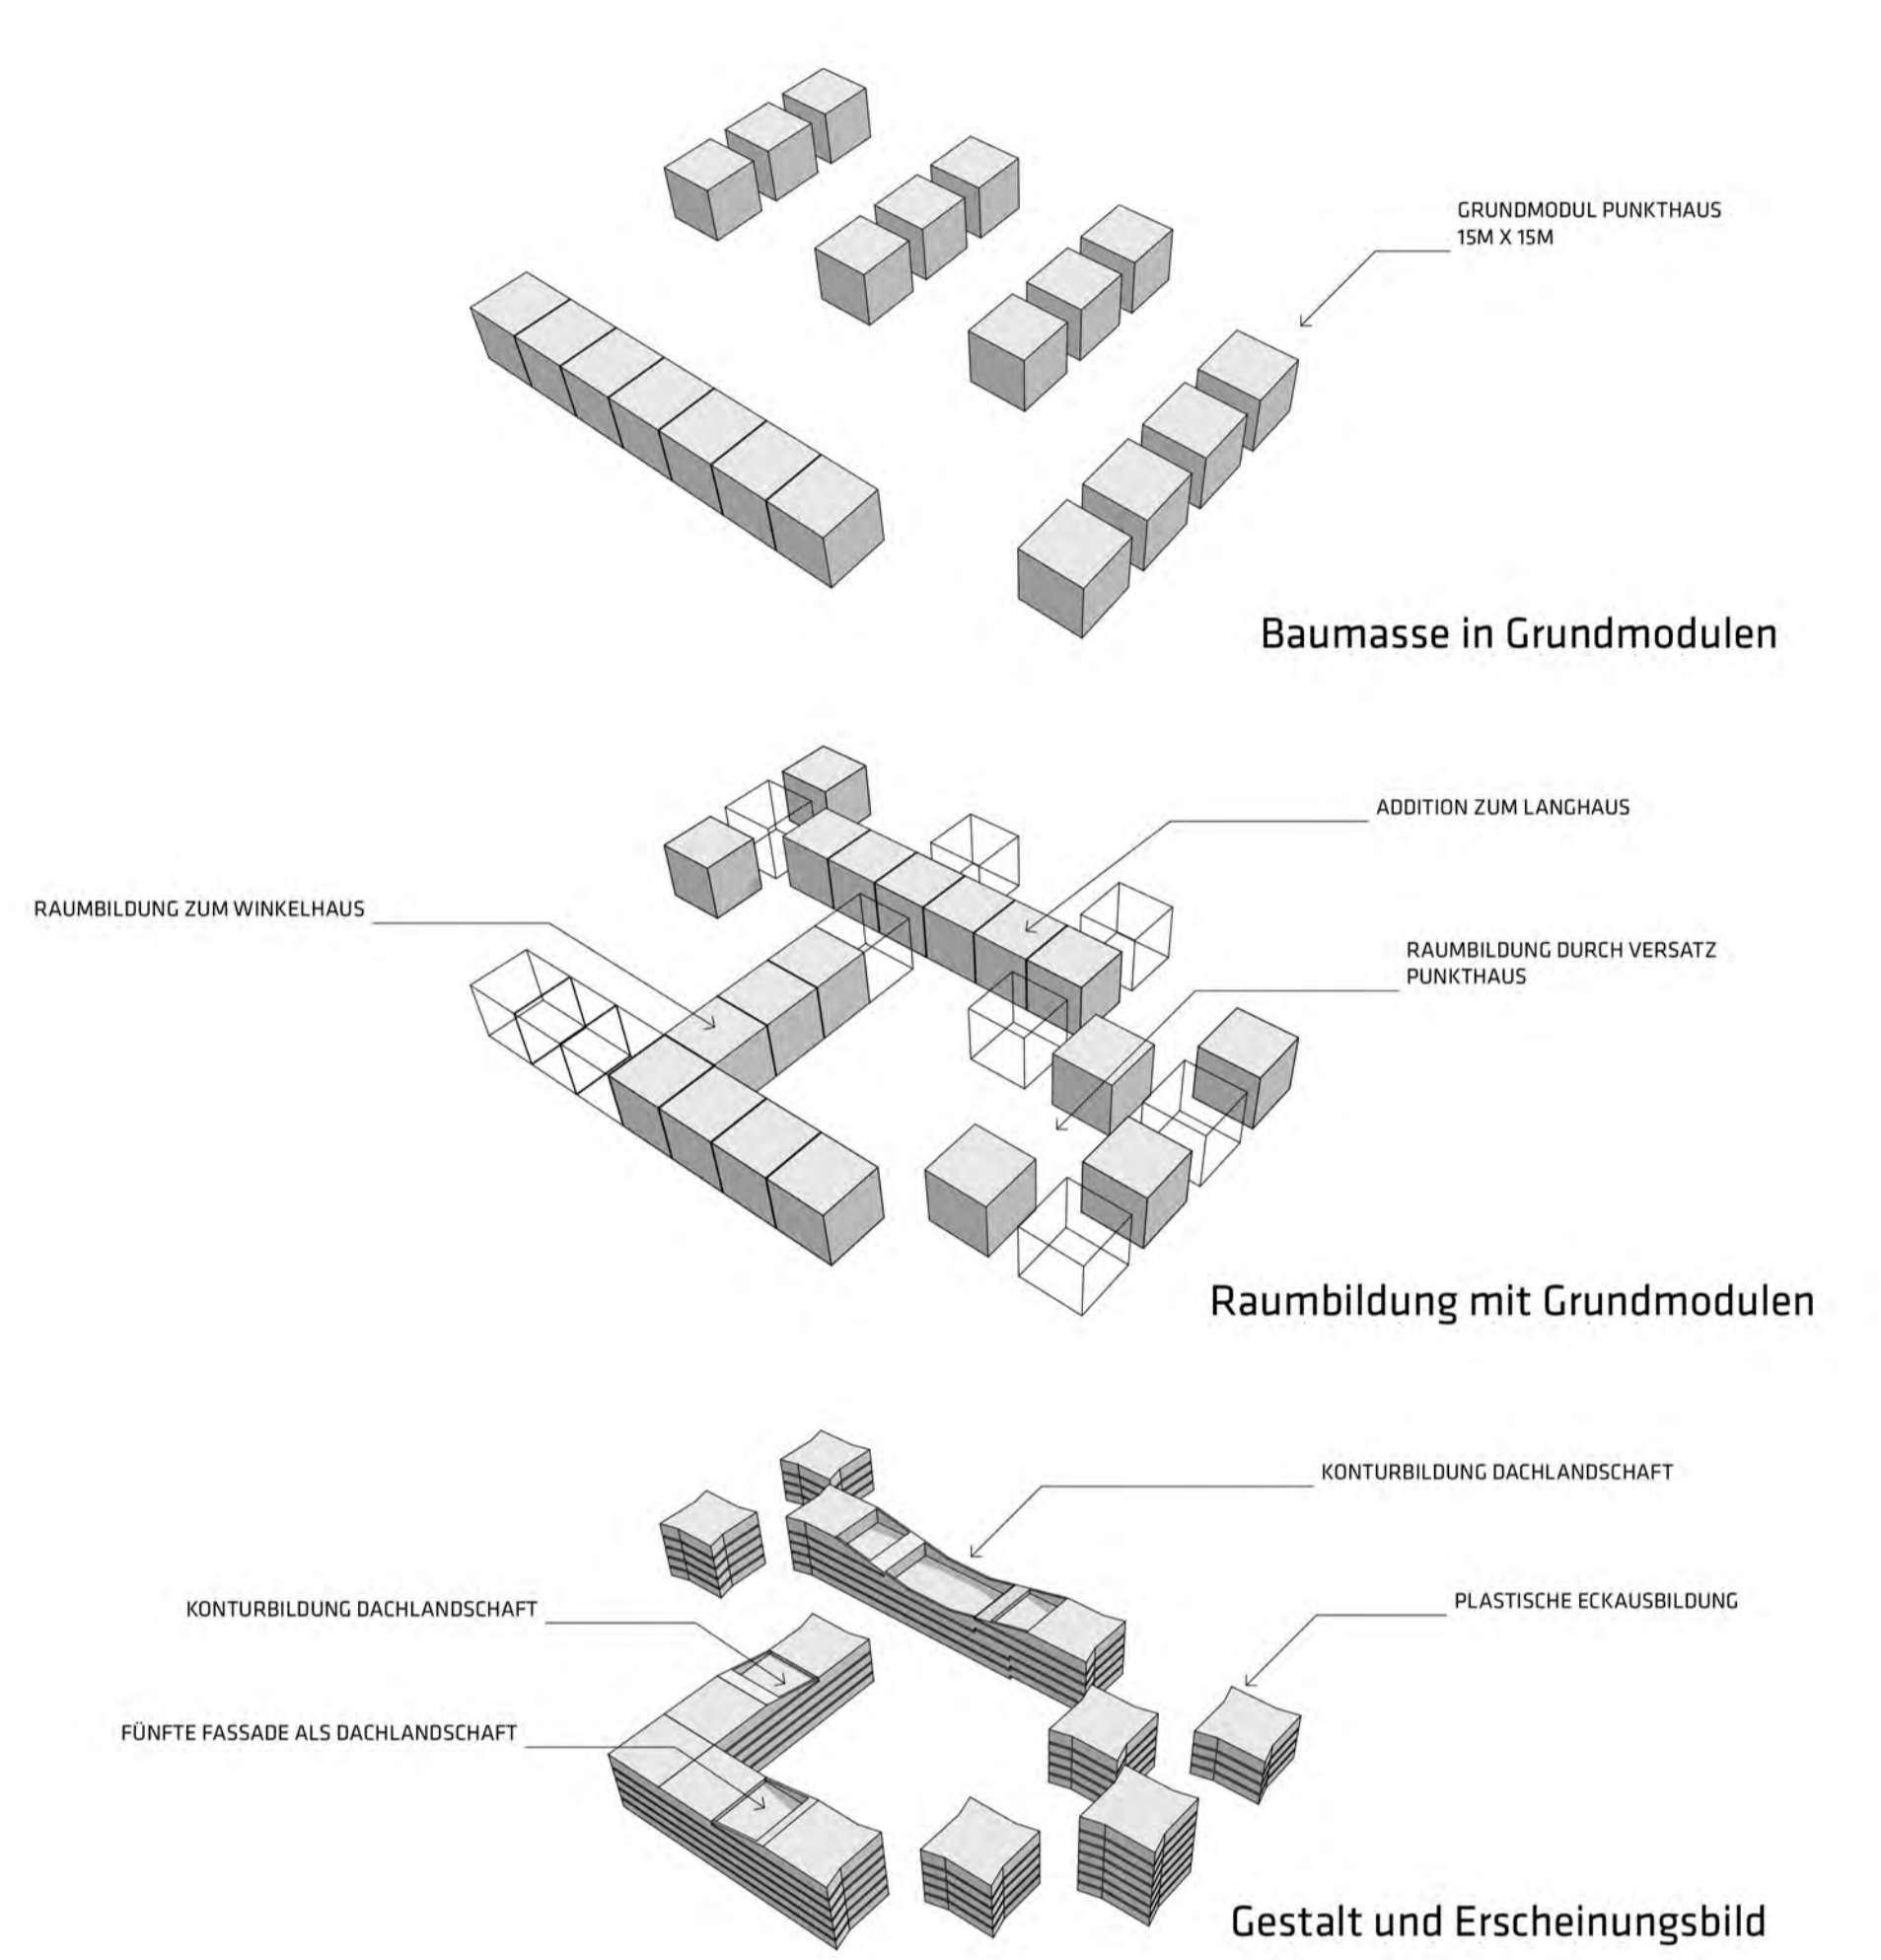 GRUNDMODUL PUNKTHAUS
15M X 15M
Baumasse in Grundmodulen
ADDITION ZUM LANGHAUS
RAUMBILDUNG ZUM WINKELHAUS
RAUMBILDUNG DURCH VERSATZ
PUNKTHAUS
Raumbildung mit Grundmodulen
KONTURBILDUNG DACHLANDSCHAFT
PLASTISCHE ECKAUSBILDUNG
KONTURBILDUNG DACHLANDSCHAFT
FÜNFTE FASSADE ALS DACHLANDSCHAFT
Gestalt und Erscheinungsbild